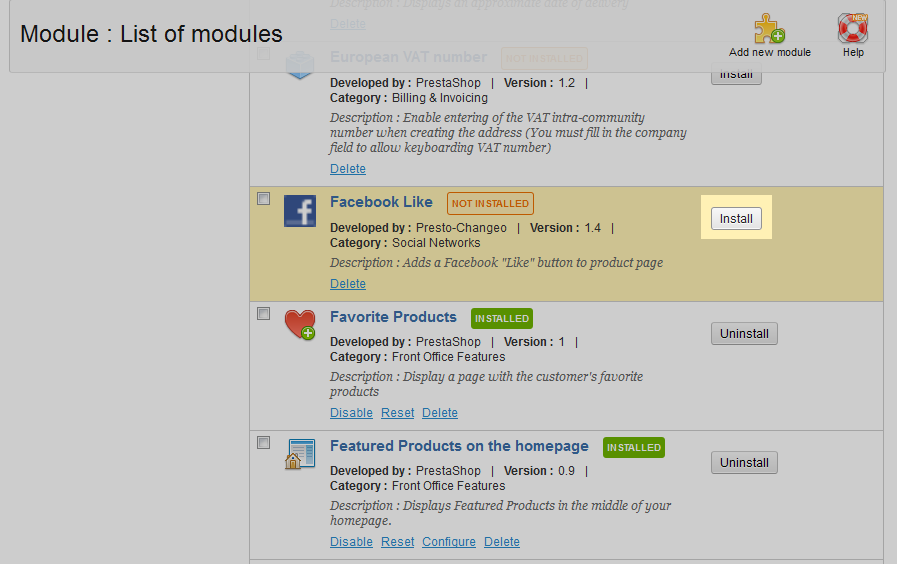 Description : Displays an approximate date of delivery
Delete
Module : List of modules
Add new module
NEW
Help
European VAT number NOT INSTALLED
Install
Developed by : PrestaShop | Version : 1.2 |
Category : Billing & Invoicing
Description : Enable entering of the VAT intra-community
number when creating the address (You must fill in the company
field to allow keyboarding VAT number)
Delete
Facebook Like NOT INSTALLED
Install
Developed by : Presto-Changeo | Version : 1.4 |
Category : Social Networks
Description : Adds a Facebook "Like" button to product page
Delete
Favorite Products INSTALLED
Uninstall
Developed by : PrestaShop | Version : 1 |
Category : Front Office Features
Description : Display a page with the customer's favorite
products
Disable Reset Delete
Featured Products on the homepage INSTALLED
Uninstall
Developed by : PrestaShop | Version : 0.9 |
Category : Front Office Features
Description : Displays Featured Products in the middle of your
homepage.
Disable Reset Configure Delete